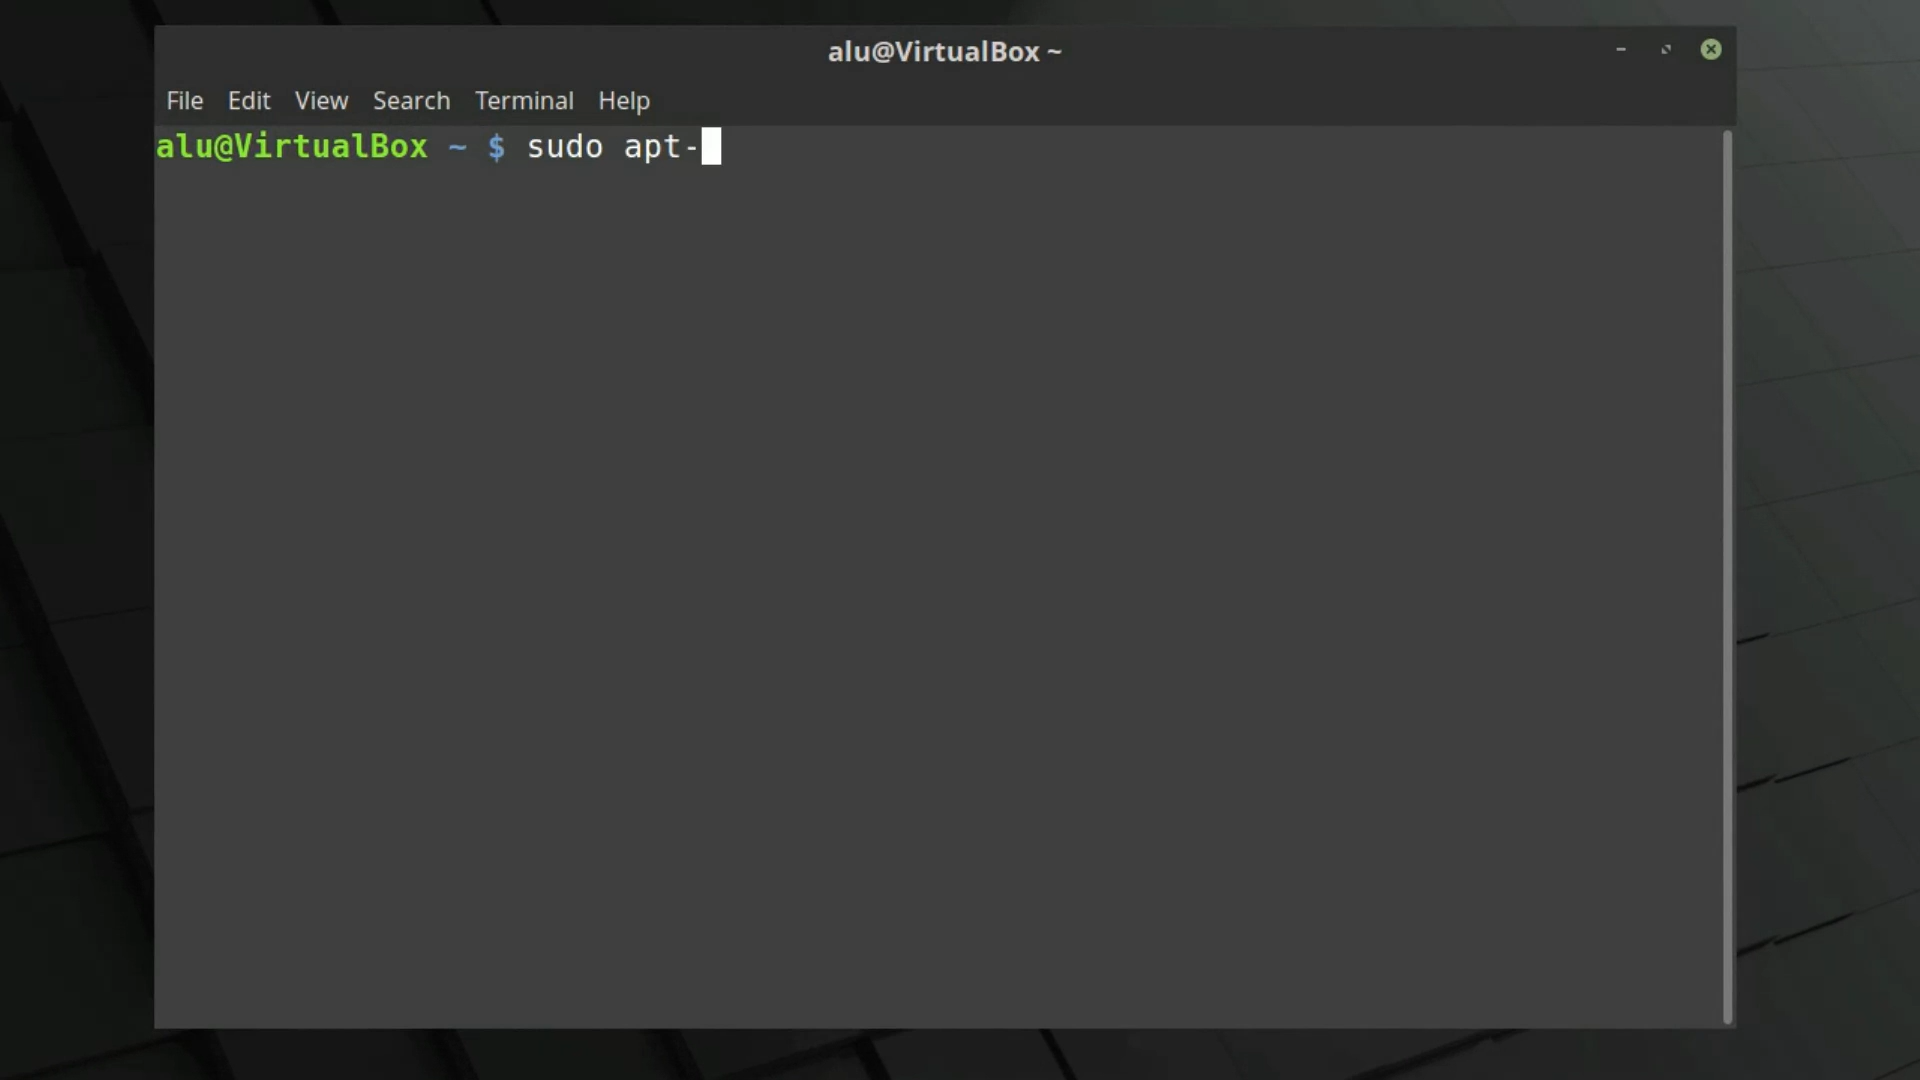 alu@VirtualBox ~
File Edit View Search Terminal Help
alu@VirtualBox ~ $ sudo apt-